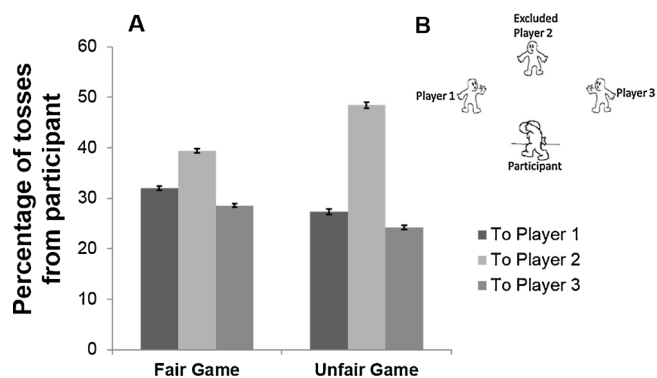 A
Percentage of tosses
from participant
60
50
40
30
20
10
0
Fair Game
Unfair Game
B
Excluded
Player 2
Player 1
Player 3
Participant
To Player 1
To Player 2
To Player 3